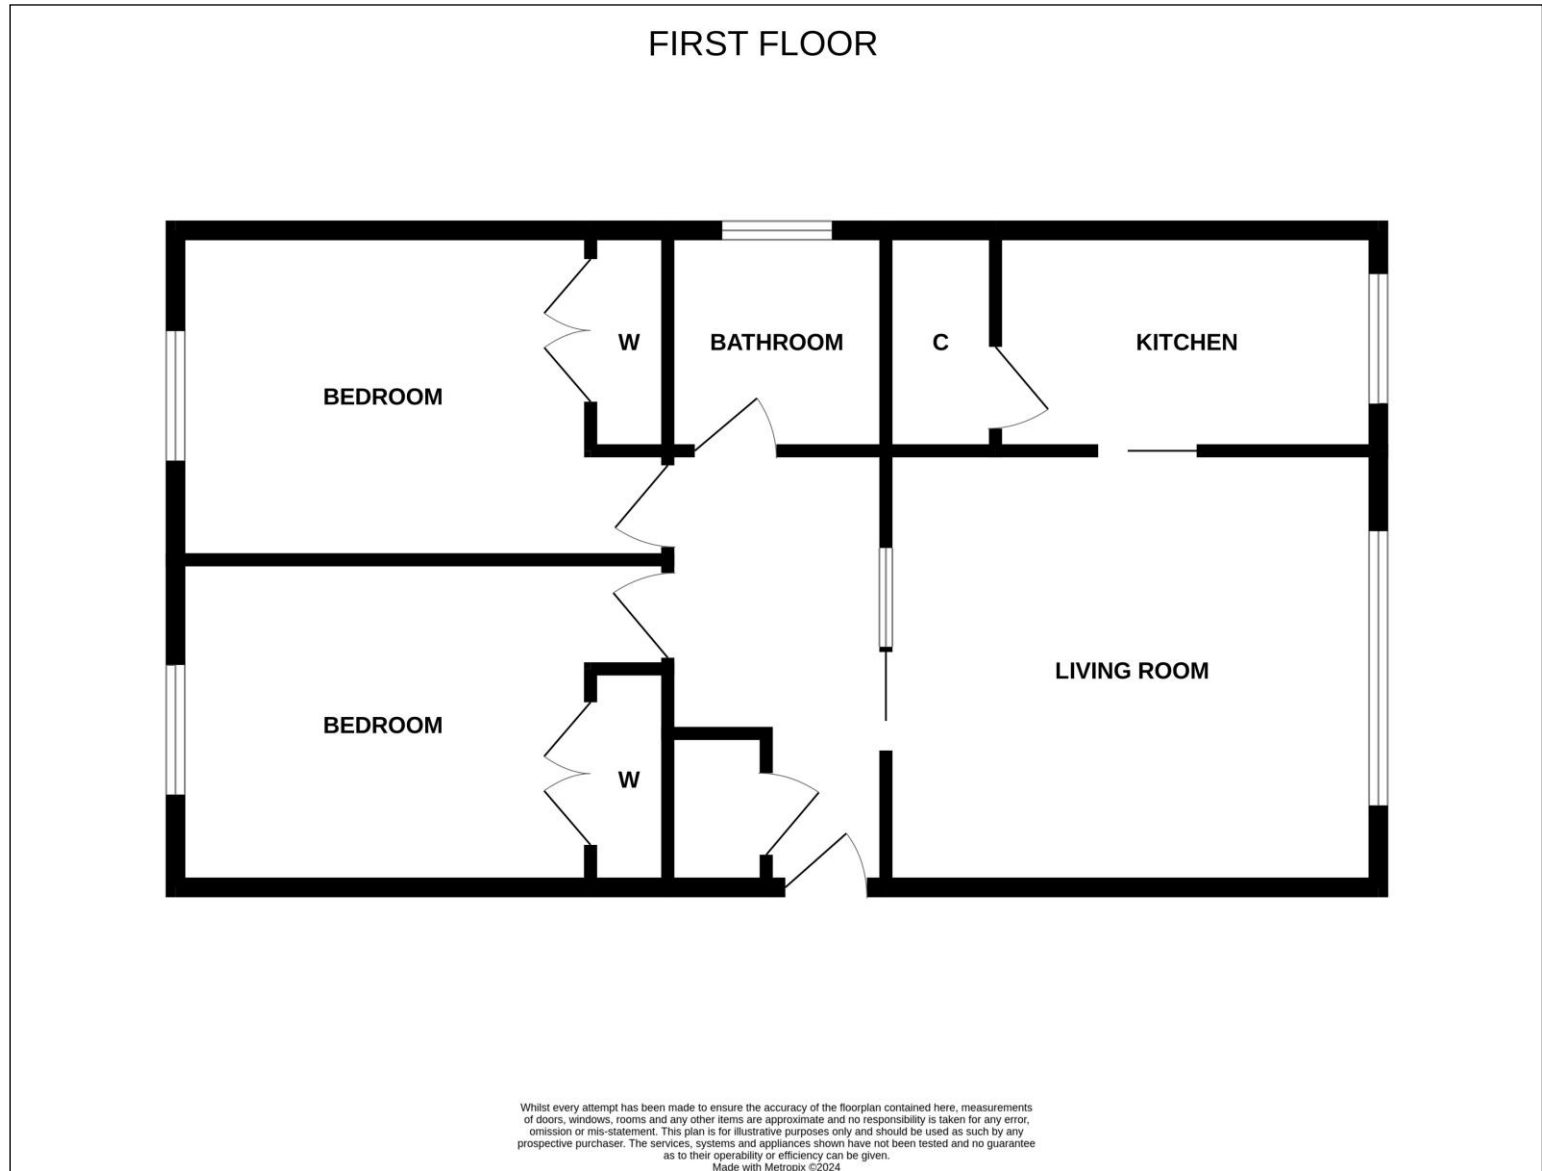 FIRST FLOOR
W
BATHROOM
C
KITCHEN
BEDROOM
LIVING ROOM
BEDROOM
W
Whilst every attempt has been made to ensure the accuracy of the floorplan contained here, measurements
of doors, windows, rooms and any other items are approximate and no responsibility is taken for any error,
omission or mis-statement. This plan is for illustrative purposes only and should be used as such by any
prospective purchaser. The services, systems and appliances shown have not been tested and no guarantee
as to their operability or efficiency can be given.
Made with Metropix ©2024